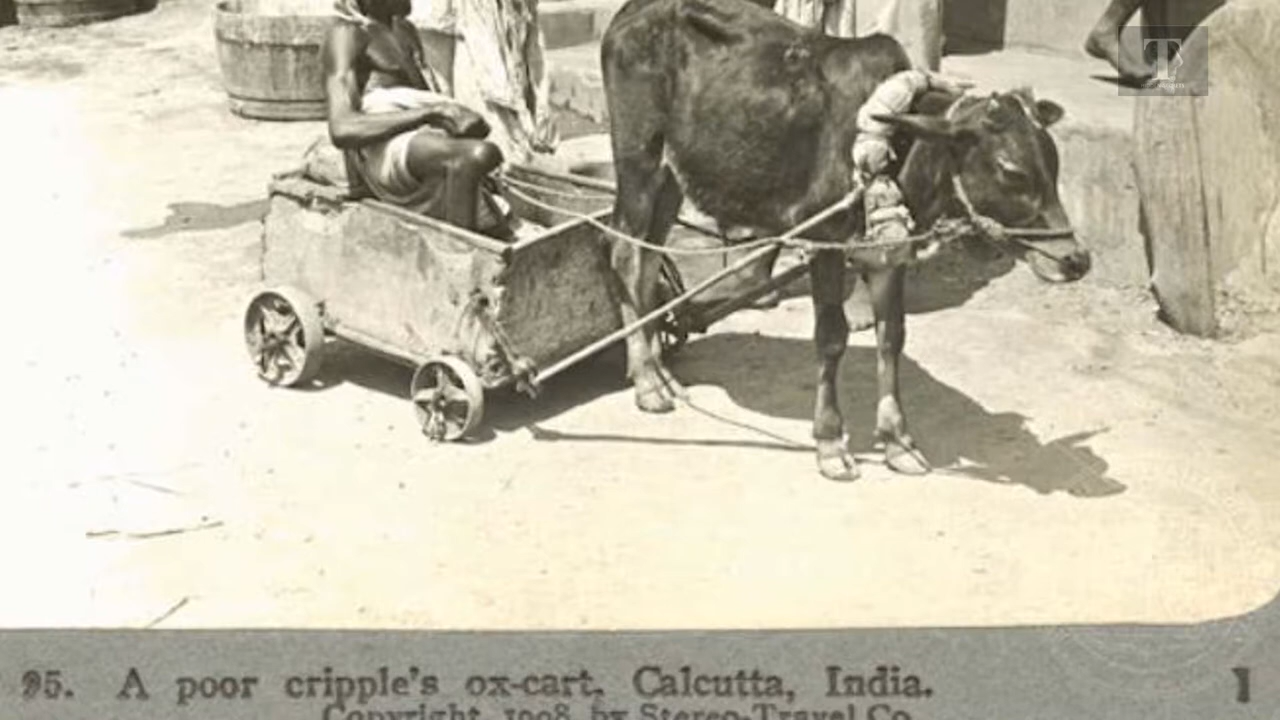 95. A poor cripple's ox-cart, Calcutta, India. 1
Copyright, 1908, by Stereo-Travel Co.